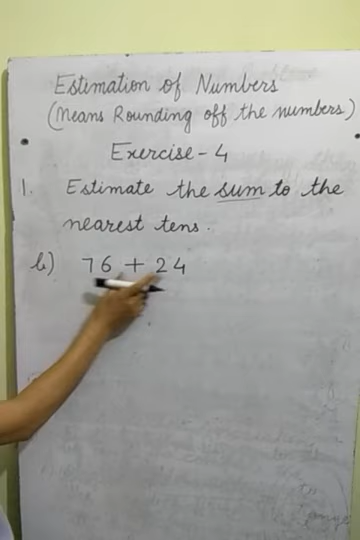 Estimation of Numbers
(Means Rounding off the numbers)
Exercise-4
1. Estimate the sum to the
nearest tens.
b) 76 + 24